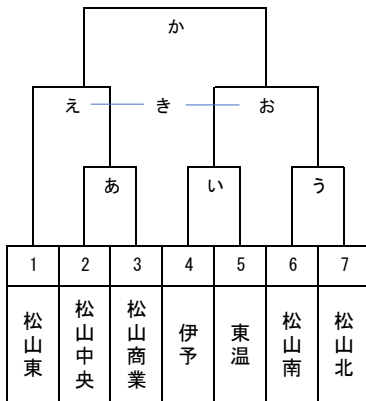 か
え き お
あ い う
1 2 3 4 5 6 7
松山東 松山中央 松山商業 伊予 東温 松山南 松山北